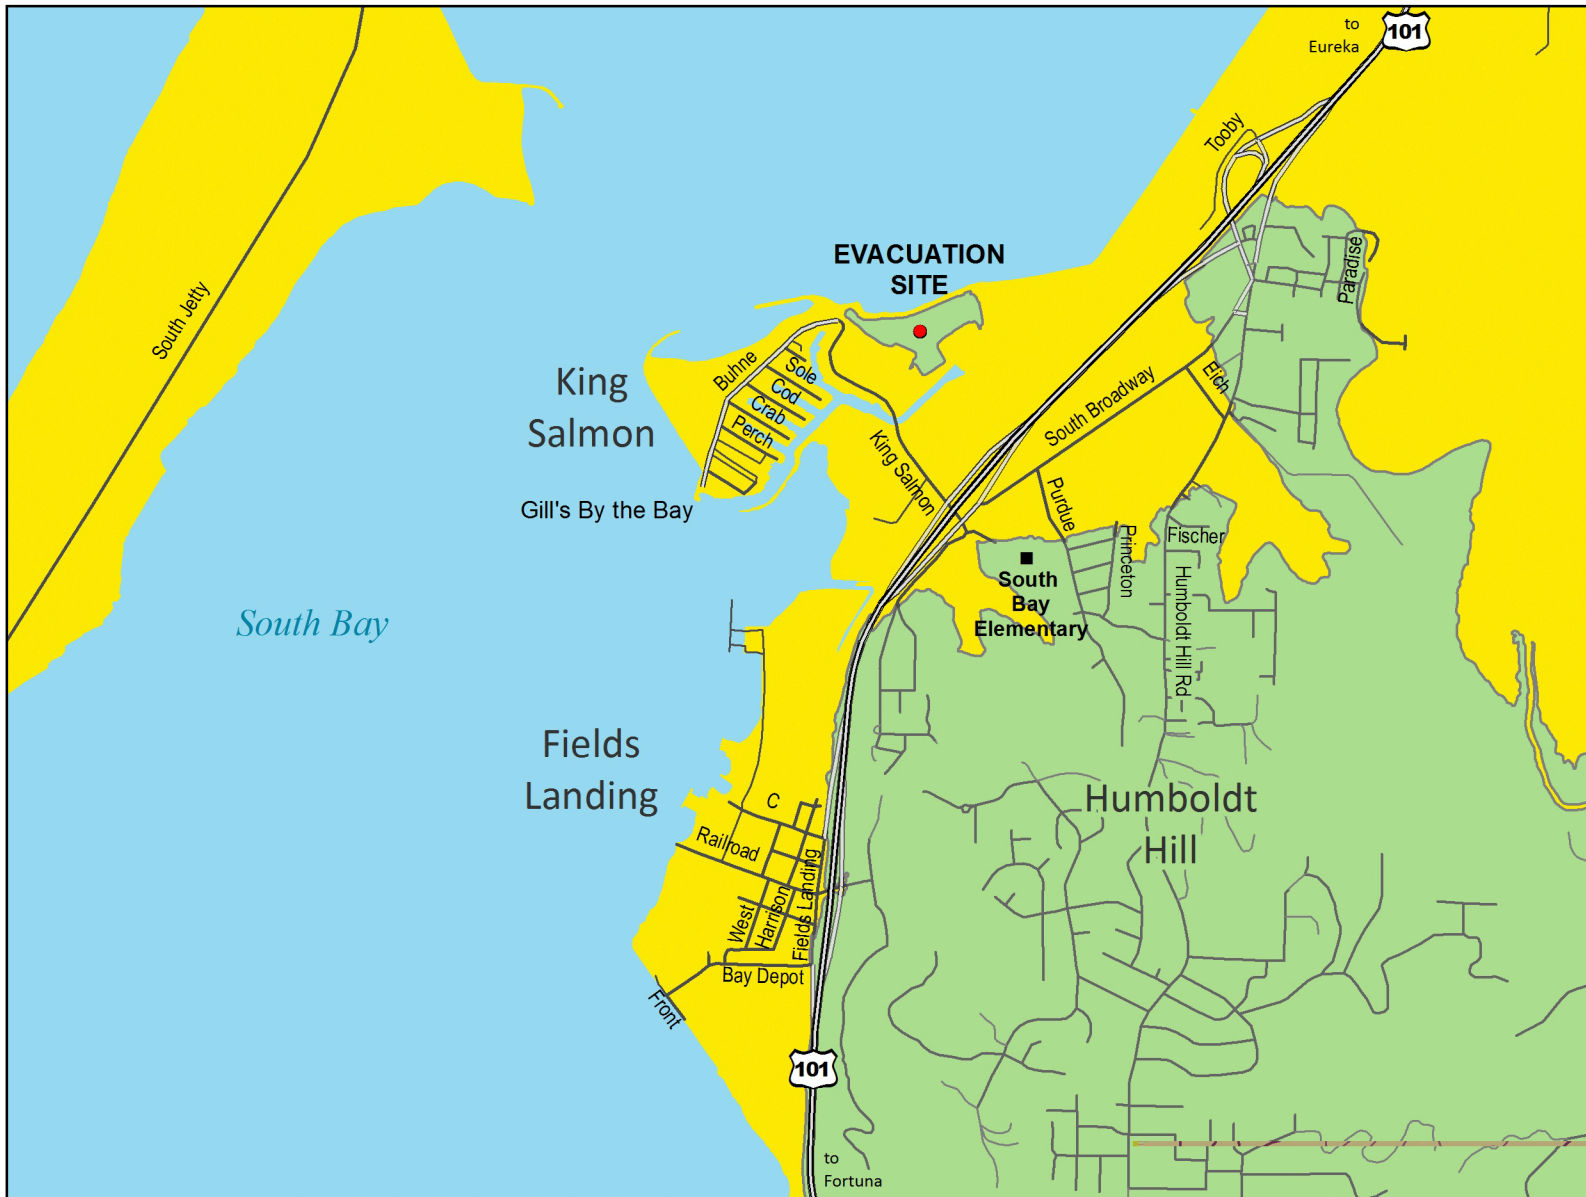 to
Eureka
101
Tooby
Paradise
EVACUATION
SITE
South Jetty
Buhne
Sole
Cod
Crab
Perch
King
Salmon
Eich
South Broadway
King Salmon
Purdue
Gill's By the Bay
Princeton
Fischer
South
Bay
Elementary
Humboldt Hill Rd
South Bay
Fields
Landing
Humboldt
Hill
C
Railroad
Fields Landing
West
Harrison
Bay Depot
Front
101
to
Fortuna